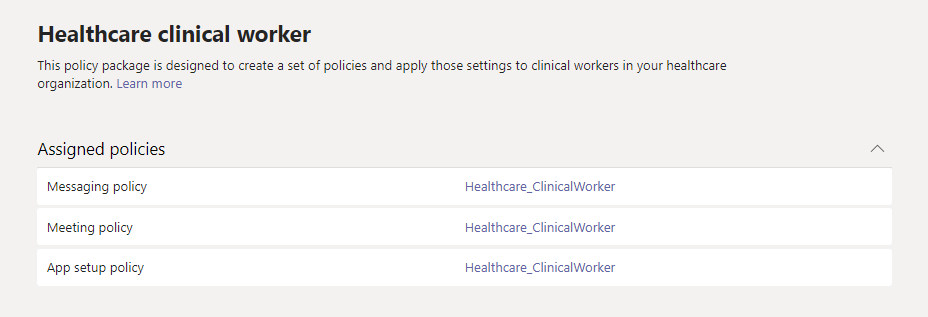 Healthcare clinical worker
This policy package is designed to create a set of policies and apply those settings to clinical workers in your healthcare
organization. Learn more
Assigned policies
Messaging policy Healthcare_ClinicalWorker
Meeting policy Healthcare_ClinicalWorker
App setup policy Healthcare_ClinicalWorker